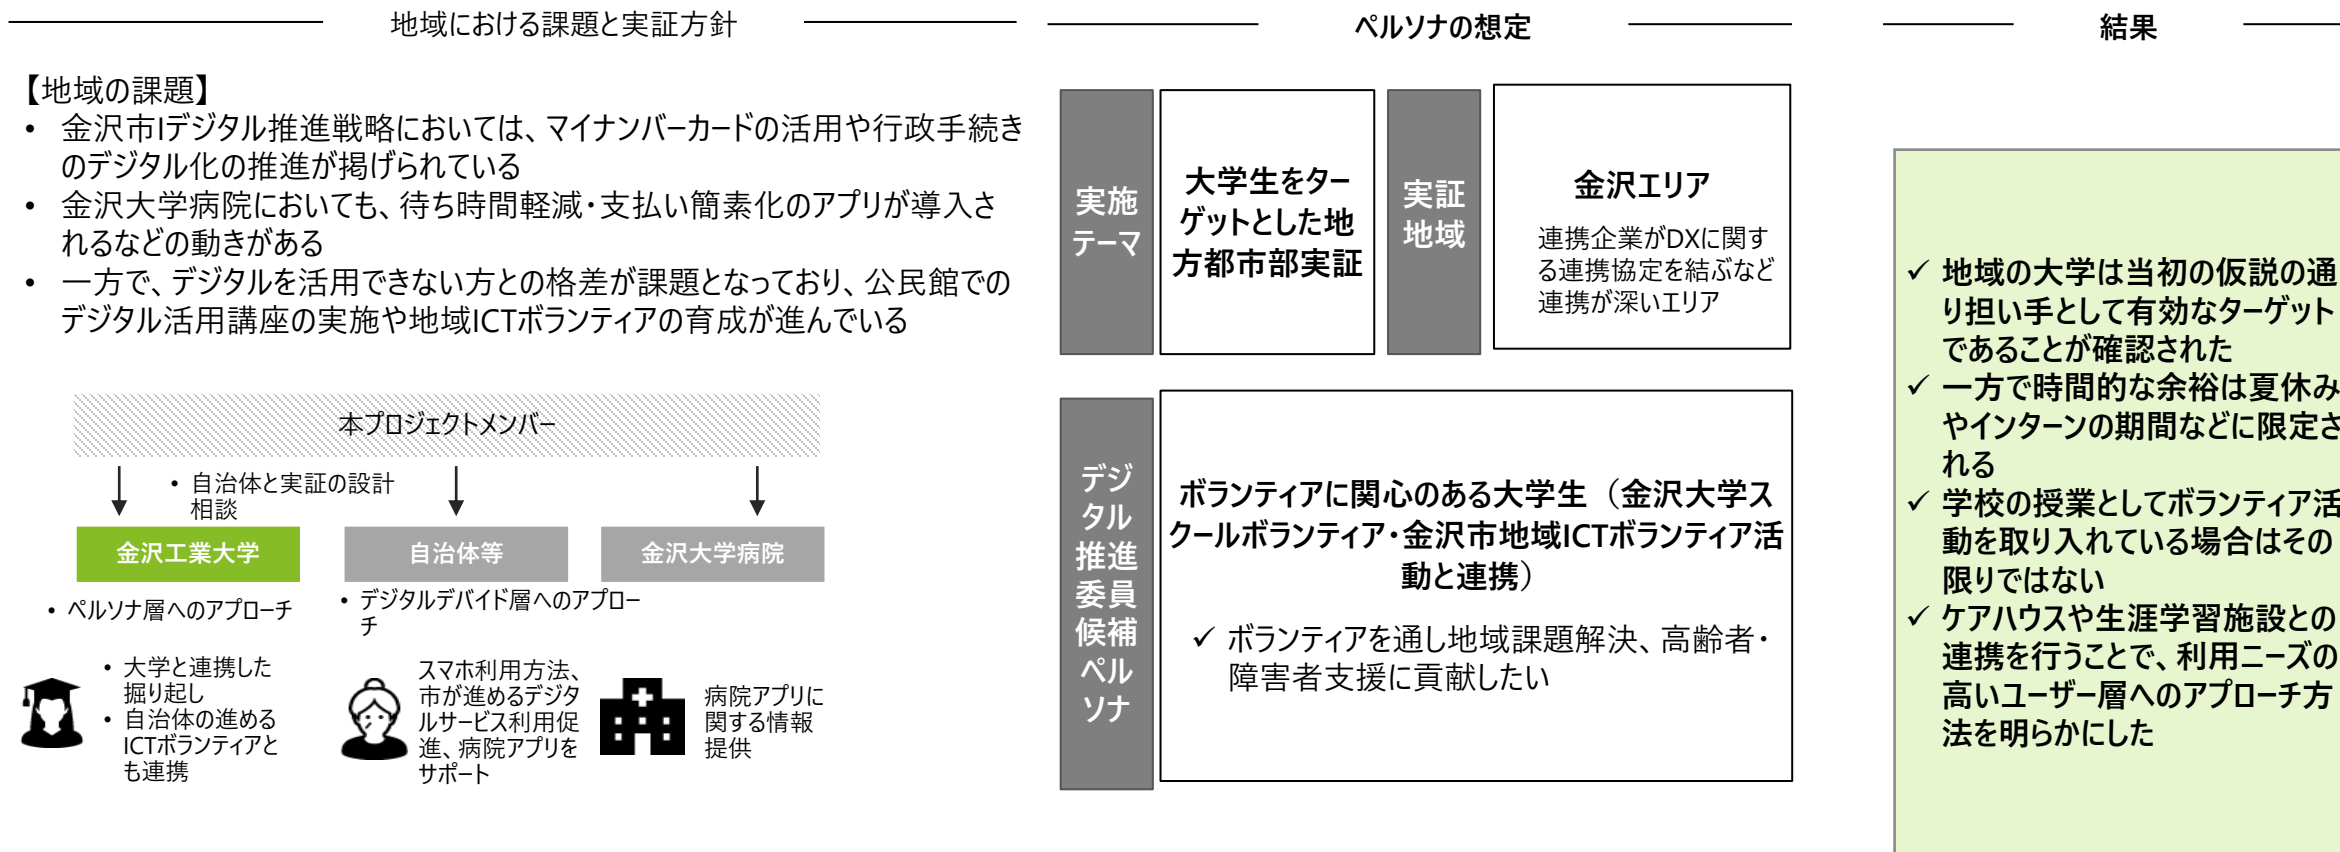 地域における課題と実証方針
【地域の課題】
• 金沢市Iデジタル推進戦略においては、マイナンバーカードの活用や行政手続き
のデジタル化の推進が掲げられている
• 金沢大学病院においても、待ち時間軽減・支払い簡素化のアプリが導入さ
れるなどの動きがある
• 一方で、デジタルを活用できない方との格差が課題となっており、公民館での
デジタル活用講座の実施や地域ICTボランティアの育成が進んでいる
本プロジェクトメンバー
• 自治体と実証の設計
相談
金沢工業大学
自治体等
金沢大学病院
• ペルソナ層へのアプローチ
• デジタルデバイド層へのアプロー
チ
• 大学と連携した
掘り起し
• 自治体の進める
ICTボランティアと
も連携
スマホ利用方法、
市が進めるデジタ
ルサービス利用促
進、病院アプリを
サポート
病院アプリに
関する情報
提供
ペルソナの想定
実施
テーマ
大学生をター
ゲットとした地
方都市部実証
実証
地域
金沢エリア
連携企業がDXに関す
る連携協定を結ぶなど
連携が深いエリア
デジ
タル
推進
委員
候補
ペル
ソナ
ボランティアに関心のある大学生（金沢大学ス
クールボランティア・金沢市地域ICTボランティア活
動と連携）
✓ ボランティアを通し地域課題解決、高齢者・
障害者支援に貢献したい
結果
✓ 地域の大学は当初の仮説の通
り担い手として有効なターゲット
であることが確認された
✓ 一方で時間的な余裕は夏休み
やインターンの期間などに限定さ
れる
✓ 学校の授業としてボランティア活
動を取り入れている場合はその
限りではない
✓ ケアハウスや生涯学習施設との
連携を行うことで、利用ニーズの
高いユーザー層へのアプローチ方
法を明らかにした